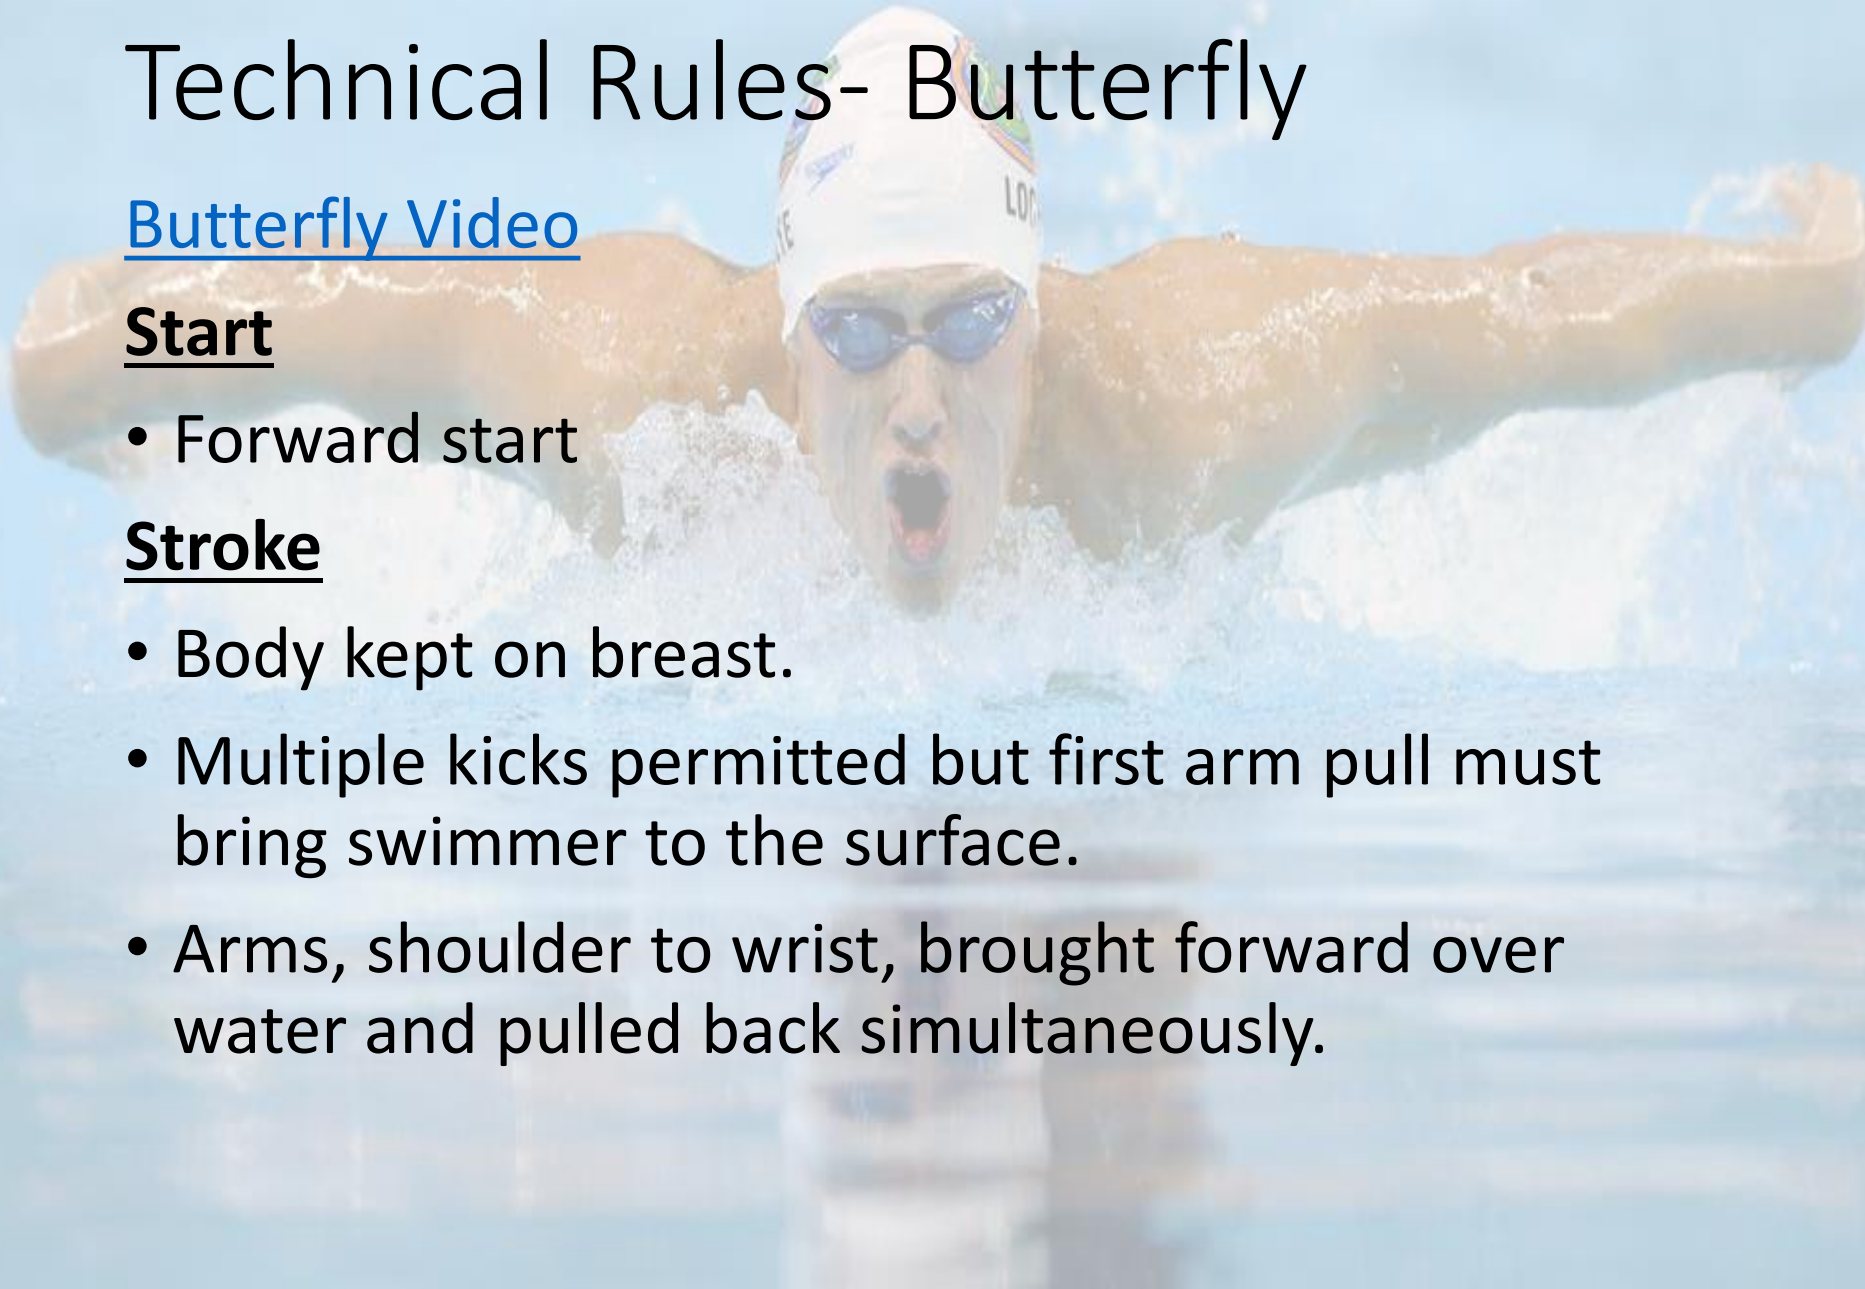 Technical Rules- Butterfly
Butterfly Video
Start
• Forward start
Stroke
• Body kept on breast.
• Multiple kicks permitted but first arm pull must
bring swimmer to the surface.
• Arms, shoulder to wrist, brought forward over
water and pulled back simultaneously.
speedo